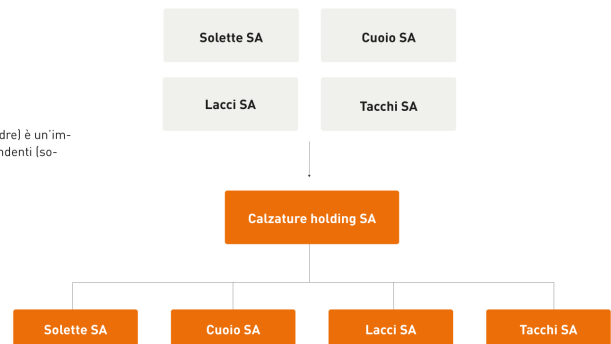 Solette SA
Cuoio SA
Lacci SA
Tacchi SA
dre) è un'im-
ndenti (so-
Calzature holding SA
Solette SA
Cuoio SA
Lacci SA
Tacchi SA